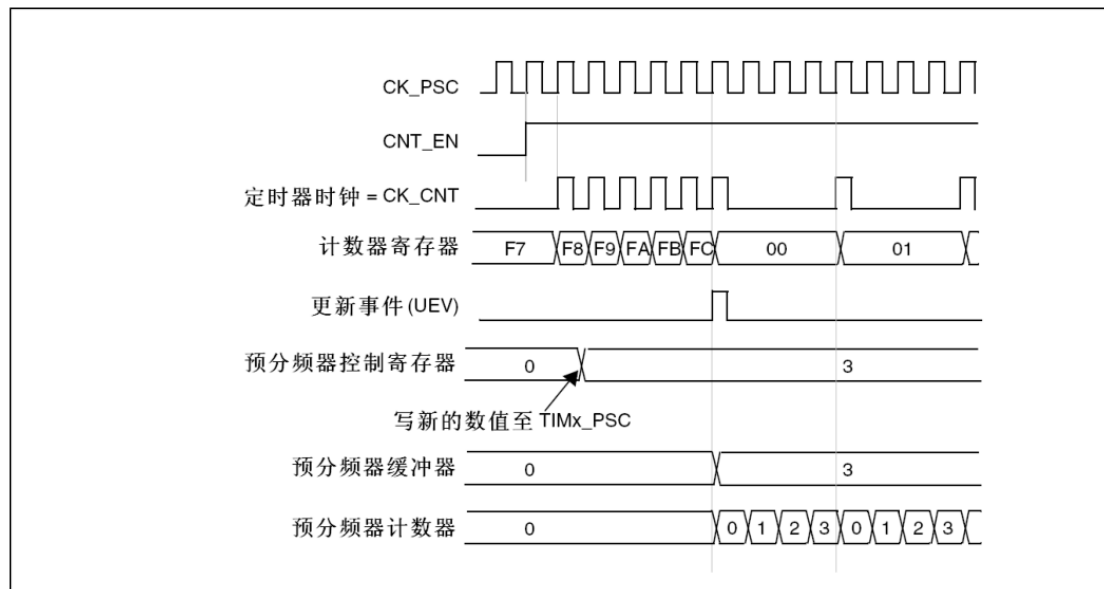 CK_PSC
CNT_EN
定时器时钟 = CK_CNT
计数器寄存器 F7 F8 F9 FA FB FC 00 01
更新事件(UEV)
预分频器控制寄存器 0 3
写新的数值至 TIMx_PSC
预分频器缓冲器 0 3
预分频器计数器 0 0 1 2 3 0 1 2 3